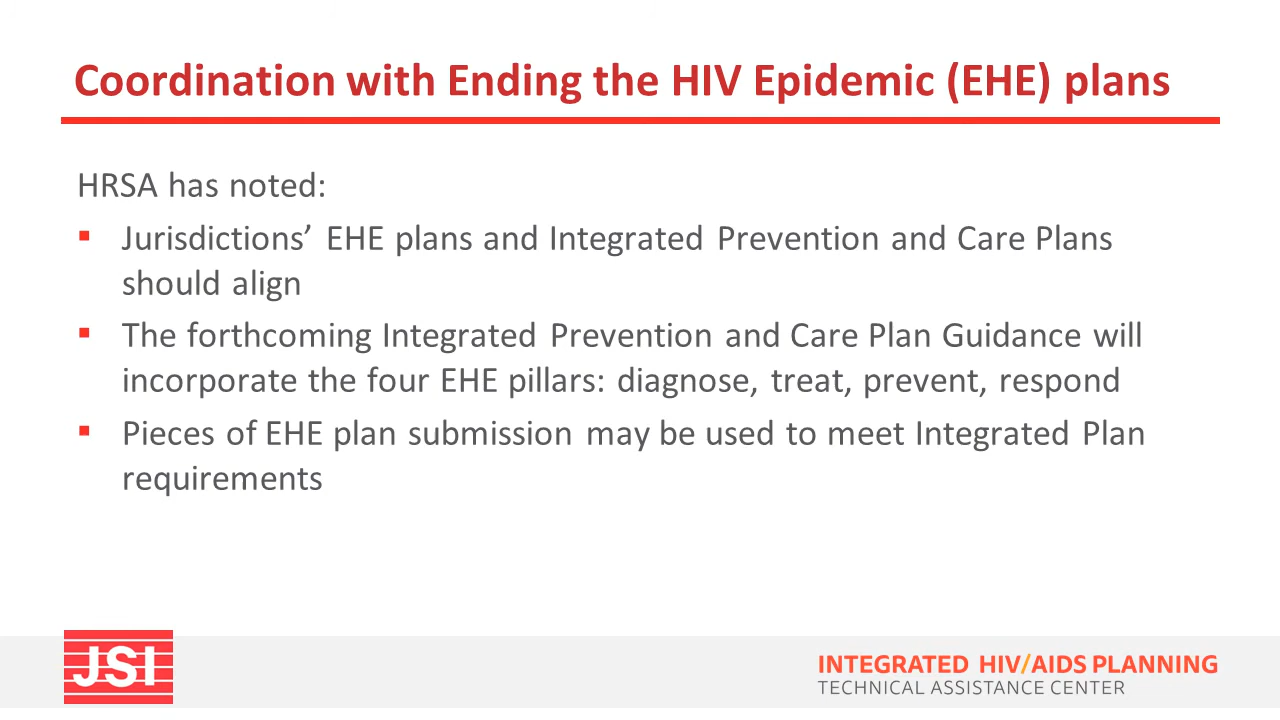 Coordination with Ending the HIV Epidemic (EHE) plans
HRSA has noted:
▪ Jurisdictions’ EHE plans and Integrated Prevention and Care Plans
should align
▪ The forthcoming Integrated Prevention and Care Plan Guidance will
incorporate the four EHE pillars: diagnose, treat, prevent, respond
▪ Pieces of EHE plan submission may be used to meet Integrated Plan
requirements
JSI
INTEGRATED HIV/AIDS PLANNING
TECHNICAL ASSISTANCE CENTER